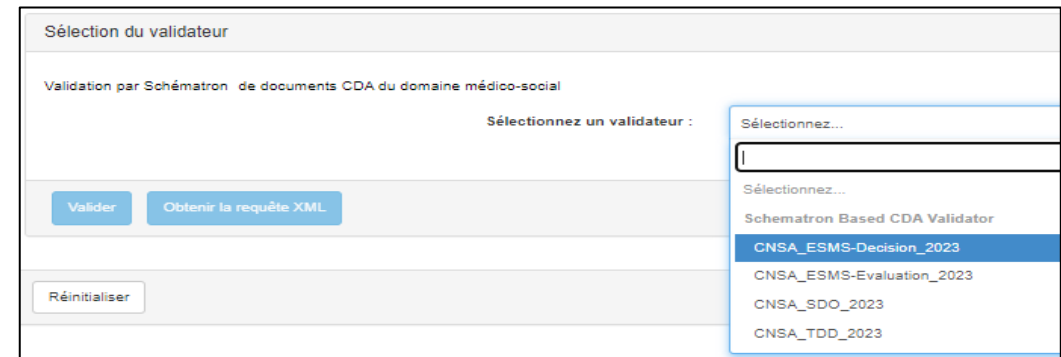 Sélection du validateur
Validation par Schématron de documents CDA du domaine médico-social
Sélectionnez un validateur :
Sélectionnez...
Sélectionnez...
Schematron Based CDA Validator
CNSA_ESMS-Decision_2023
CNSA_ESMS-Evaluation_2023
CNSA_SDO_2023
CNSA_TDD_2023
Valider
Obtenir la requête XML
Réinitialiser